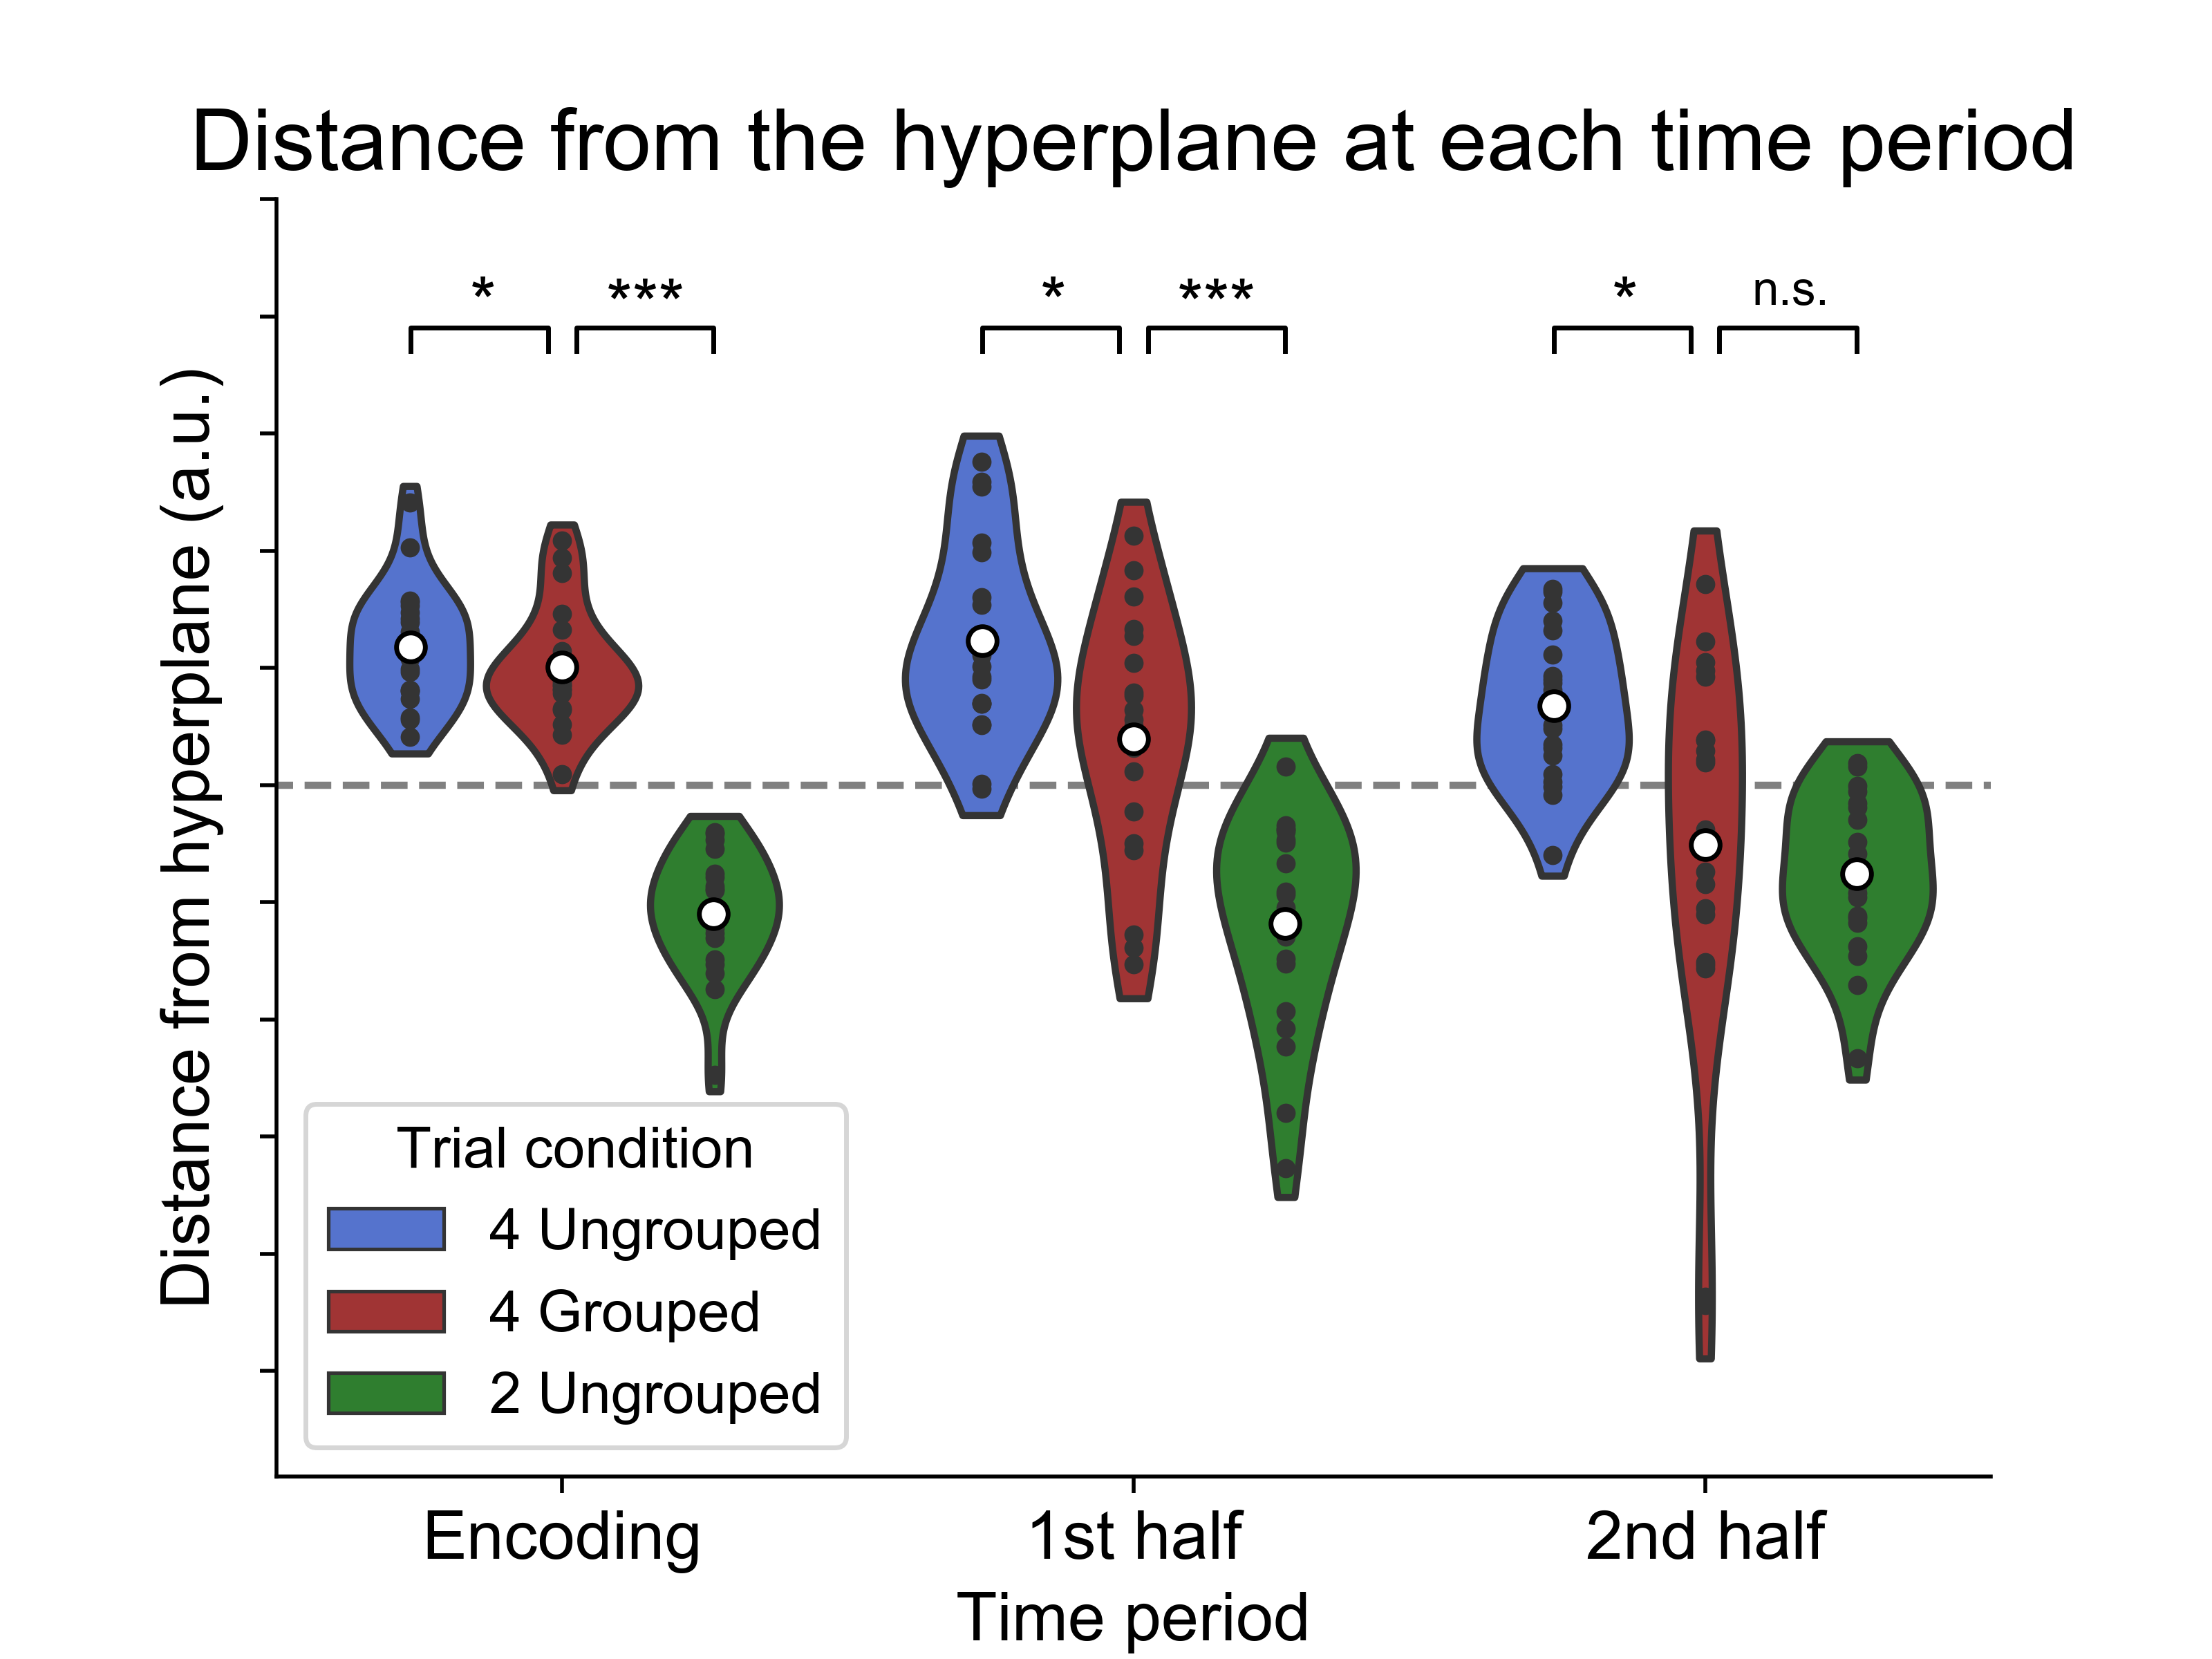 Distance from the hyperplane at each time period
Distance from hyperplane (a.u.)
* *** * *** * n.s.
Trial condition
4 Ungrouped
4 Grouped
2 Ungrouped
Encoding 1st half 2nd half
Time period